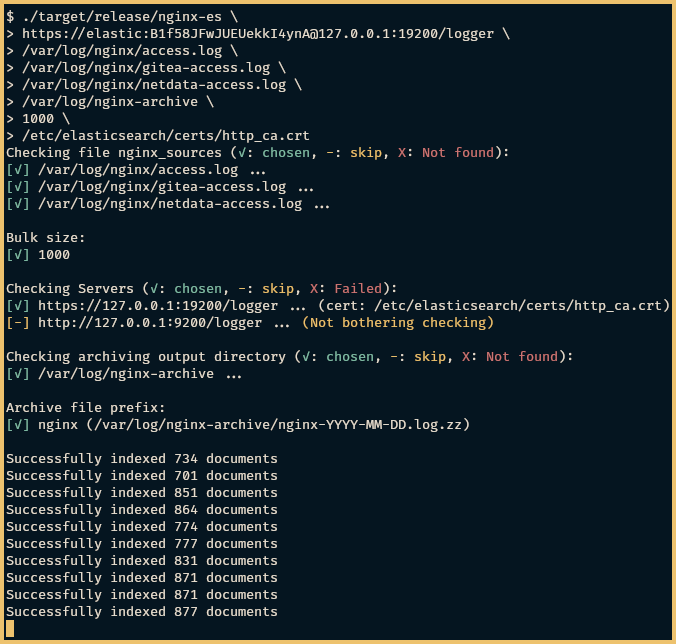 $ ./target/release/nginx-es \
> https://elastic:B1f58JFwJUEUekkI4ynA@127.0.0.1:19200/logger \
> /var/log/nginx/access.log \
> /var/log/nginx/gitea-access.log \
> /var/log/nginx/netdata-access.log \
> /var/log/nginx-archive \
> 1000 \
> /etc/elasticsearch/certs/http_ca.crt
Checking file nginx_sources (√: chosen, -: skip, X: Not found):
[√] /var/log/nginx/access.log ...
[√] /var/log/nginx/gitea-access.log ...
[√] /var/log/nginx/netdata-access.log ...
Bulk size:
[√] 1000
Checking Servers (√: chosen, -: skip, X: Failed):
[√] https://127.0.0.1:19200/logger ... (cert: /etc/elasticsearch/certs/http_ca.crt)
[-] http://127.0.0.1:9200/logger ... (Not bothering checking)
Checking archiving output directory (√: chosen, -: skip, X: Not found):
[√] /var/log/nginx-archive ...
Archive file prefix:
[√] nginx (/var/log/nginx-archive/nginx-YYYY-MM-DD.log.zz)
Successfully indexed 734 documents
Successfully indexed 701 documents
Successfully indexed 851 documents
Successfully indexed 864 documents
Successfully indexed 774 documents
Successfully indexed 777 documents
Successfully indexed 831 documents
Successfully indexed 871 documents
Successfully indexed 871 documents
Successfully indexed 877 documents